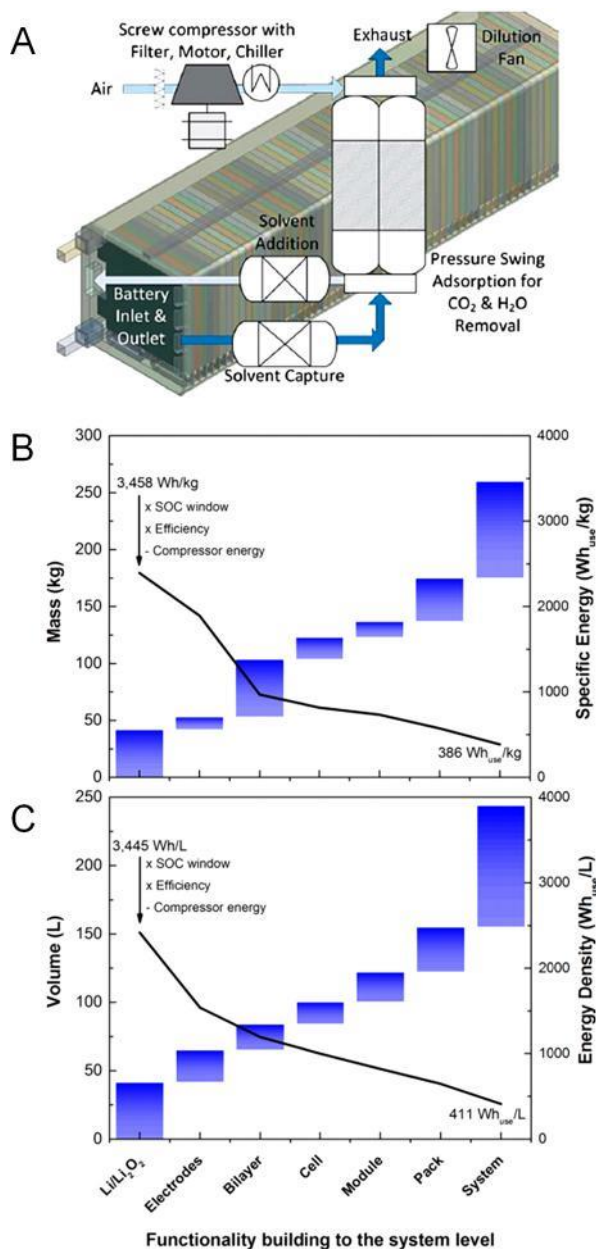 A
Screw compressor with
Filter, Motor, Chiller
Exhaust
Dilution
Fan
Air
Solvent
Addition
Battery
Inlet &
Outlet
Pressure Swing
Adsorption for
CO₂ & H₂O
Removal
Solvent Capture
B
300
250
200
150
100
50
0
Mass (kg)
3,458 Wh/kg
x SOC window
x Efficiency
- Compressor energy
386 Wh_use/kg
4000
3000
2000
1000
0
Specific Energy (Wh_use/kg)
C
250
200
150
100
50
0
Volume (L)
3,445 Wh/L
x SOC window
x Efficiency
- Compressor energy
411 Wh_use/L
4000
3000
2000
1000
0
Energy Density (Wh_use/L)
Li/Li₂O₂
Electrodes
Bilayer
Cell
Module
Pack
System
Functionality building to the system level